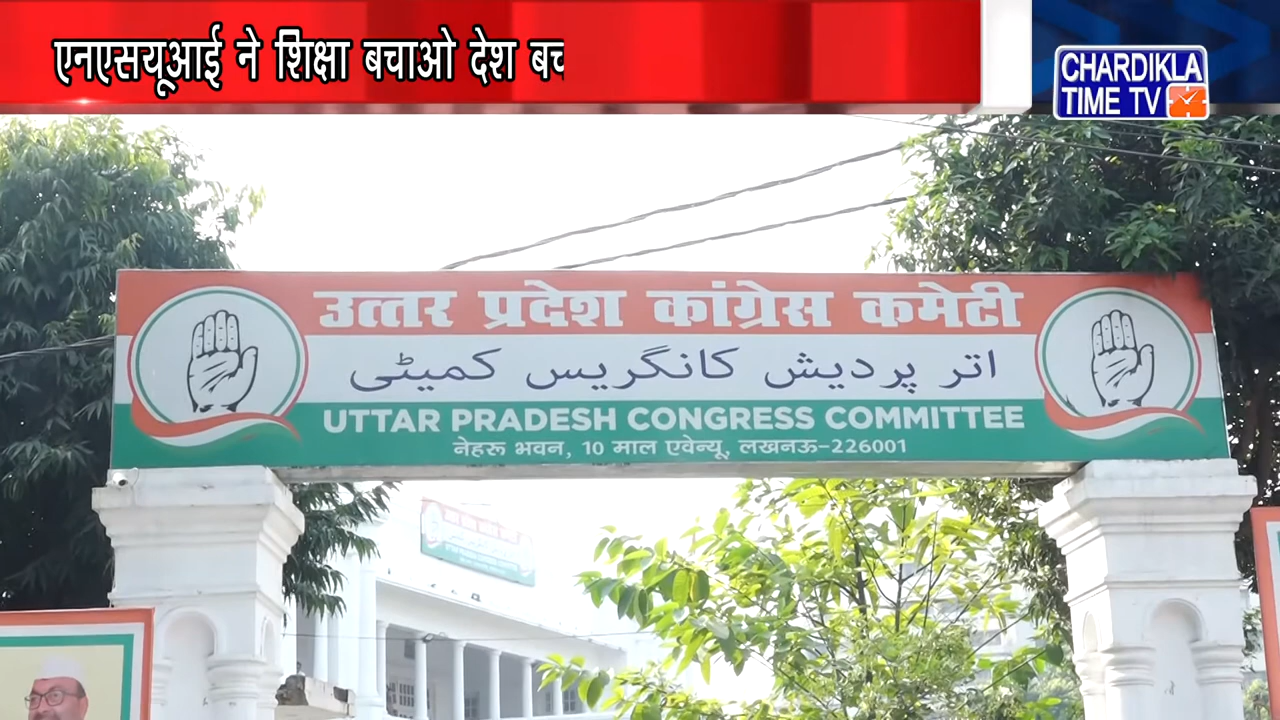 एनएसयूआई ने शिक्षा बचाओ देश बच
CHARDIKLA
TIME TV
उत्तर प्रदेश कांग्रेस कमेटी
اتر پردیش کانگریس کمیٹی
UTTAR PRADESH CONGRESS COMMITTEE
नेहरू भवन, 10 माल एवेन्यू, लखनऊ-226001